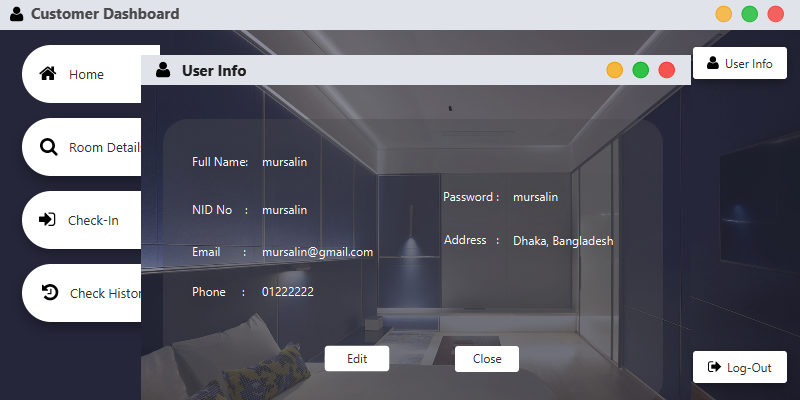 Customer Dashboard
Home
User Info
User Info
Room Details
Full Name: mursalin
Password : mursalin
NID No : mursalin
Check-In
Address : Dhaka, Bangladesh
Email : mursalin@gmail.com
Phone : 01222222
Check Histor
Edit
Close
Log-Out